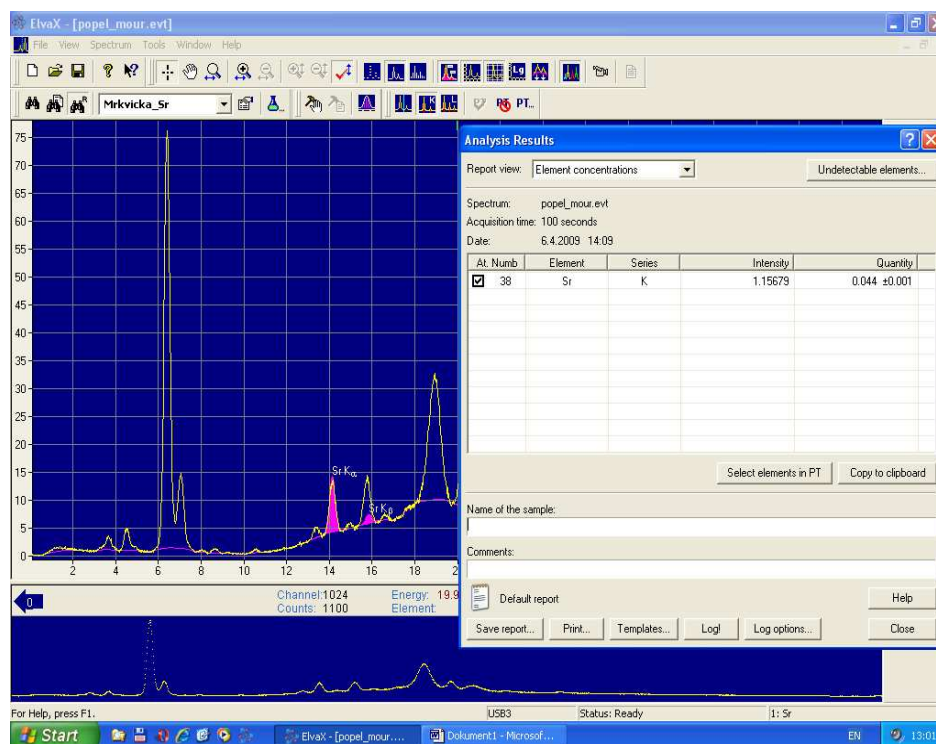 ElvaX - [popel_mour.evt]
File View Spectrum Tools Window Help
Lg
Mrkvicka_Sr
K
PT...
75
70
65
60
55
50
45
40
35
30
25
20
15
10
5
0
Sr Kα
Sr Kβ
2 4 6 8 10 12 14 16 18
Channel:1024 Energy: 19.9
Counts: 1100 Element:
0
Analysis Results
Report view: Element concentrations
Undetectable elements...
Spectrum: popel_mour.evt
Acquisition time: 100 seconds
Date: 6.4.2009 14:09
At. Numb Element Series Intensity Quantity
38 Sr K 1.15679 0.044 ±0.001
Select elements in PT Copy to clipboard
Name of the sample:
Comments:
Default report Help
Save report... Print... Templates... Log! Log options... Close
For Help, press F1. USB3 Status: Ready 1: Sr
Start ElvaX - [popel_mour.... Dokument1 - Microsof... EN 13:01